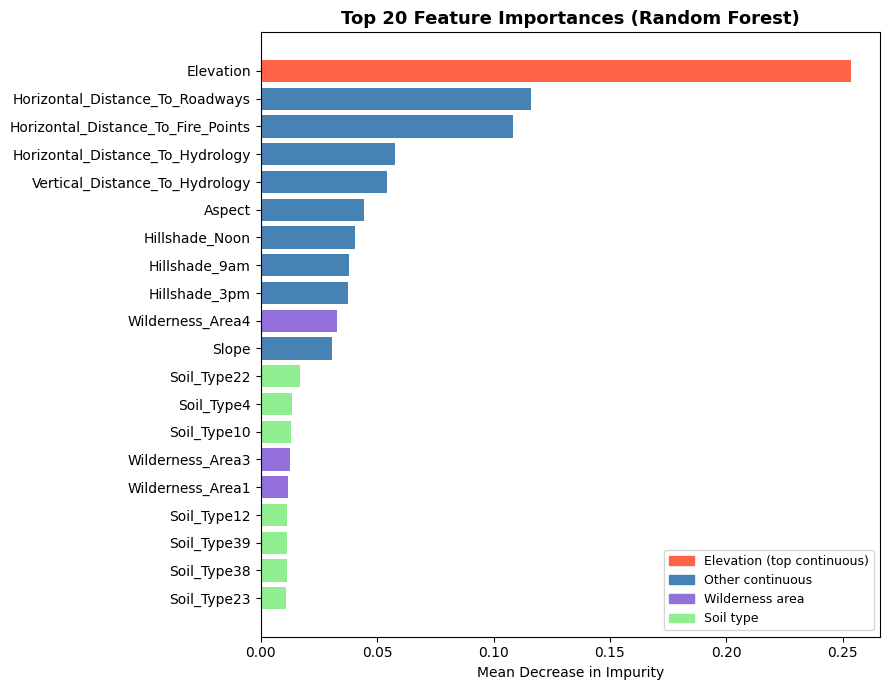 Top 20 Feature Importances (Random Forest)
Elevation
Horizontal_Distance_To_Roadways
Horizontal_Distance_To_Fire_Points
Horizontal_Distance_To_Hydrology
Vertical_Distance_To_Hydrology
Aspect
Hillshade_Noon
Hillshade_9am
Hillshade_3pm
Wilderness_Area4
Slope
Soil_Type22
Soil_Type4
Soil_Type10
Wilderness_Area3
Wilderness_Area1
Soil_Type12
Soil_Type39
Soil_Type38
Soil_Type23
Elevation (top continuous)
Other continuous
Wilderness area
Soil type
0.00 0.05 0.10 0.15 0.20 0.25
Mean Decrease in Impurity